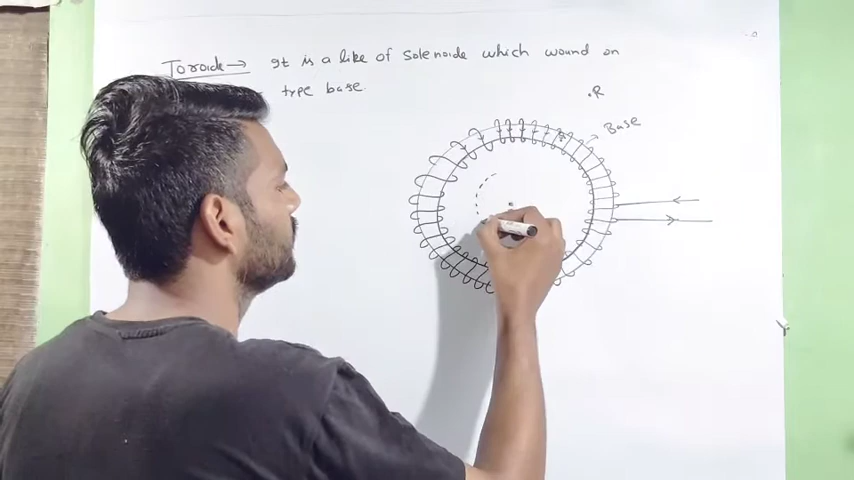 Toroide → It is a like of Solenoide which wound on
type base.
.R
Base